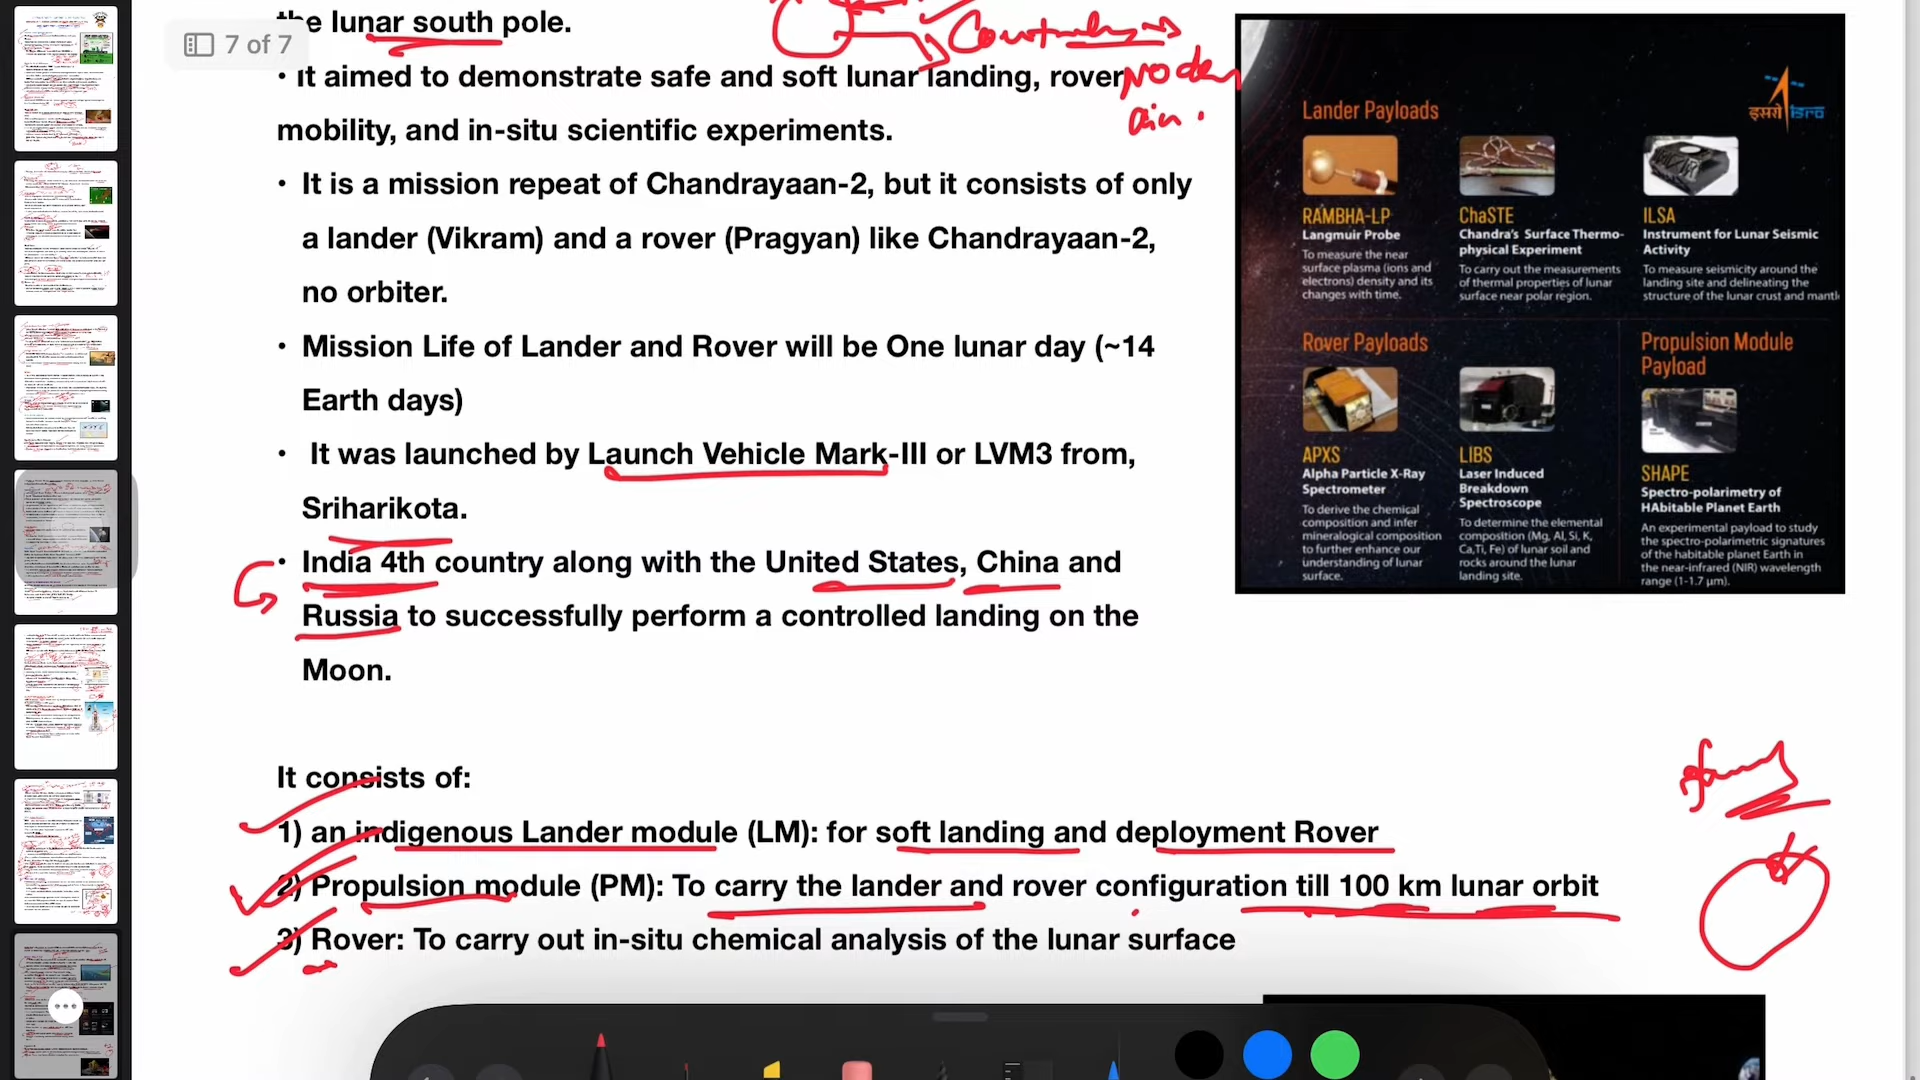 the lunar south pole.
7 of 7
• It aimed to demonstrate safe and soft lunar landing, rover
mobility, and in-situ scientific experiments.
• It is a mission repeat of Chandrayaan-2, but it consists of only
a lander (Vikram) and a rover (Pragyan) like Chandrayaan-2,
no orbiter.
• Mission Life of Lander and Rover will be One lunar day (~14
Earth days)
• It was launched by Launch Vehicle Mark-III or LVM3 from,
Sriharikota.
• India 4th country along with the United States, China and
Russia to successfully perform a controlled landing on the
Moon.
It consists of:
1) an indigenous Lander module (LM): for soft landing and deployment Rover
2) Propulsion module (PM): To carry the lander and rover configuration till 100 km lunar orbit
3) Rover: To carry out in-situ chemical analysis of the lunar surface
Lander Payloads
इसरो isro
RAMBHA-LP
Langmuir Probe
To measure the near
surface plasma (ions and
electrons) density and its
changes with time.
ChaSTE
Chandra's Surface Thermo-
physical Experiment
To carry out the measurements
of thermal properties of lunar
surface near polar region.
ILSA
Instrument for Lunar Seismic
Activity
To measure seismicity around the
landing site and delineating the
structure of the lunar crust and mantle
Rover Payloads
APXS
Alpha Particle X-Ray
Spectrometer
To derive the chemical
composition and infer
mineralogical composition
to further enhance our
understanding of lunar
surface.
LIBS
Laser Induced
Breakdown
Spectroscope
To determine the elemental
composition (Mg, Al, Si, K,
Ca,Ti, Fe) of lunar soil and
rocks around the lunar
landing site.
Propulsion Module
Payload
SHAPE
Spectro-polarimetry of
HAbitable Planet Earth
An experimental payload to study
the spectro-polarimetric signatures
of the habitable planet Earth in
the near-infrared (NIR) wavelength
range (1-1.7 μm).